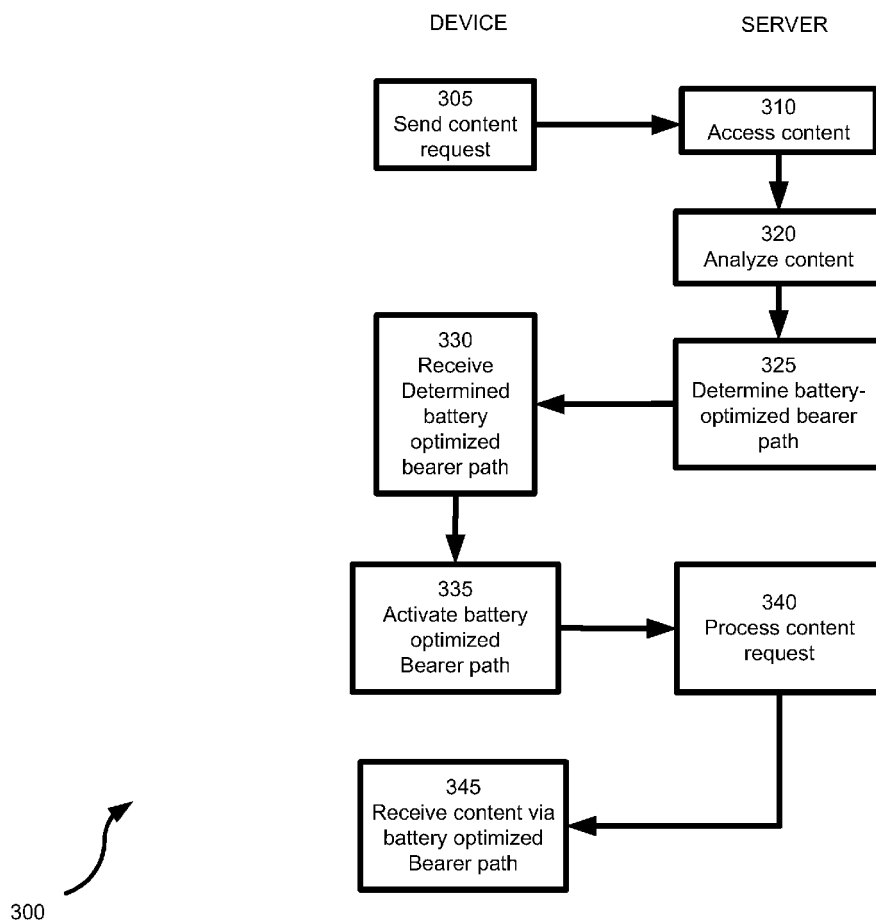 DEVICE
SERVER
305
Send content
request
310
Access content
320
Analyze content
325
Determine battery-
optimized bearer
path
330
Receive
Determined
battery
optimized
bearer path
335
Activate battery
optimized
Bearer path
340
Process content
request
345
Receive content via
battery optimized
Bearer path
300